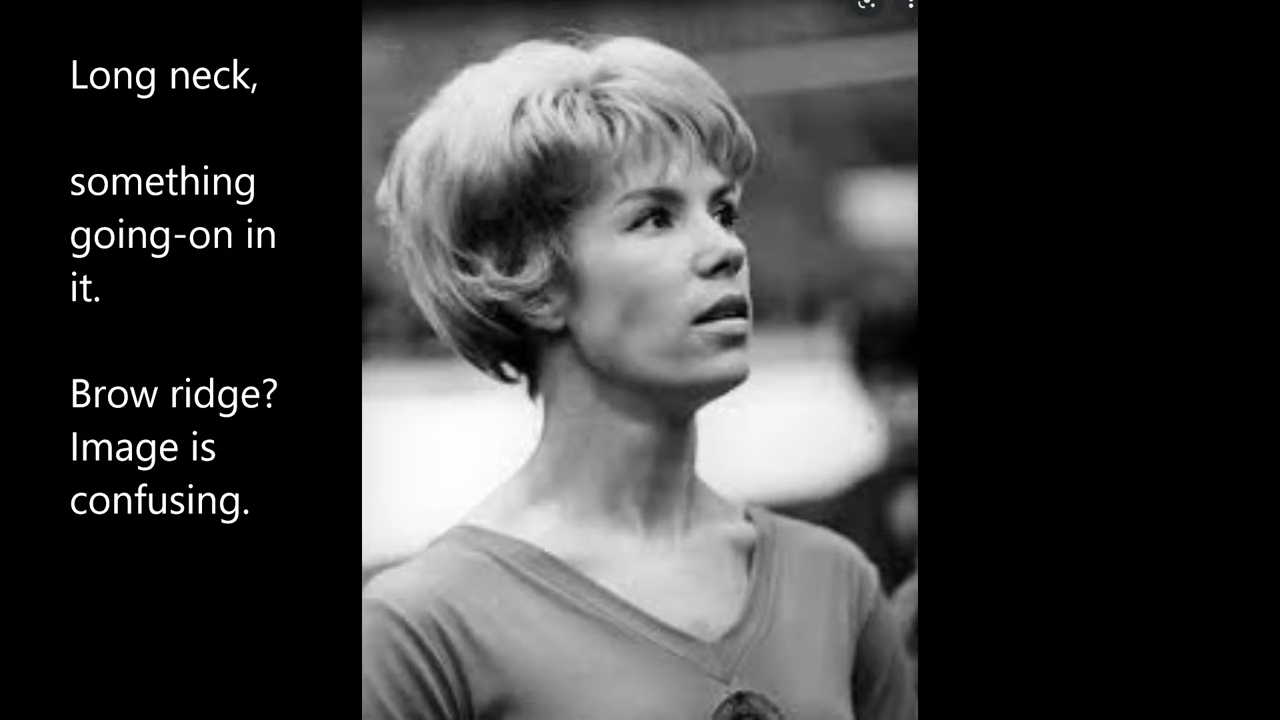 Long neck,
something
going-on in
it.
Brow ridge?
Image is
confusing.